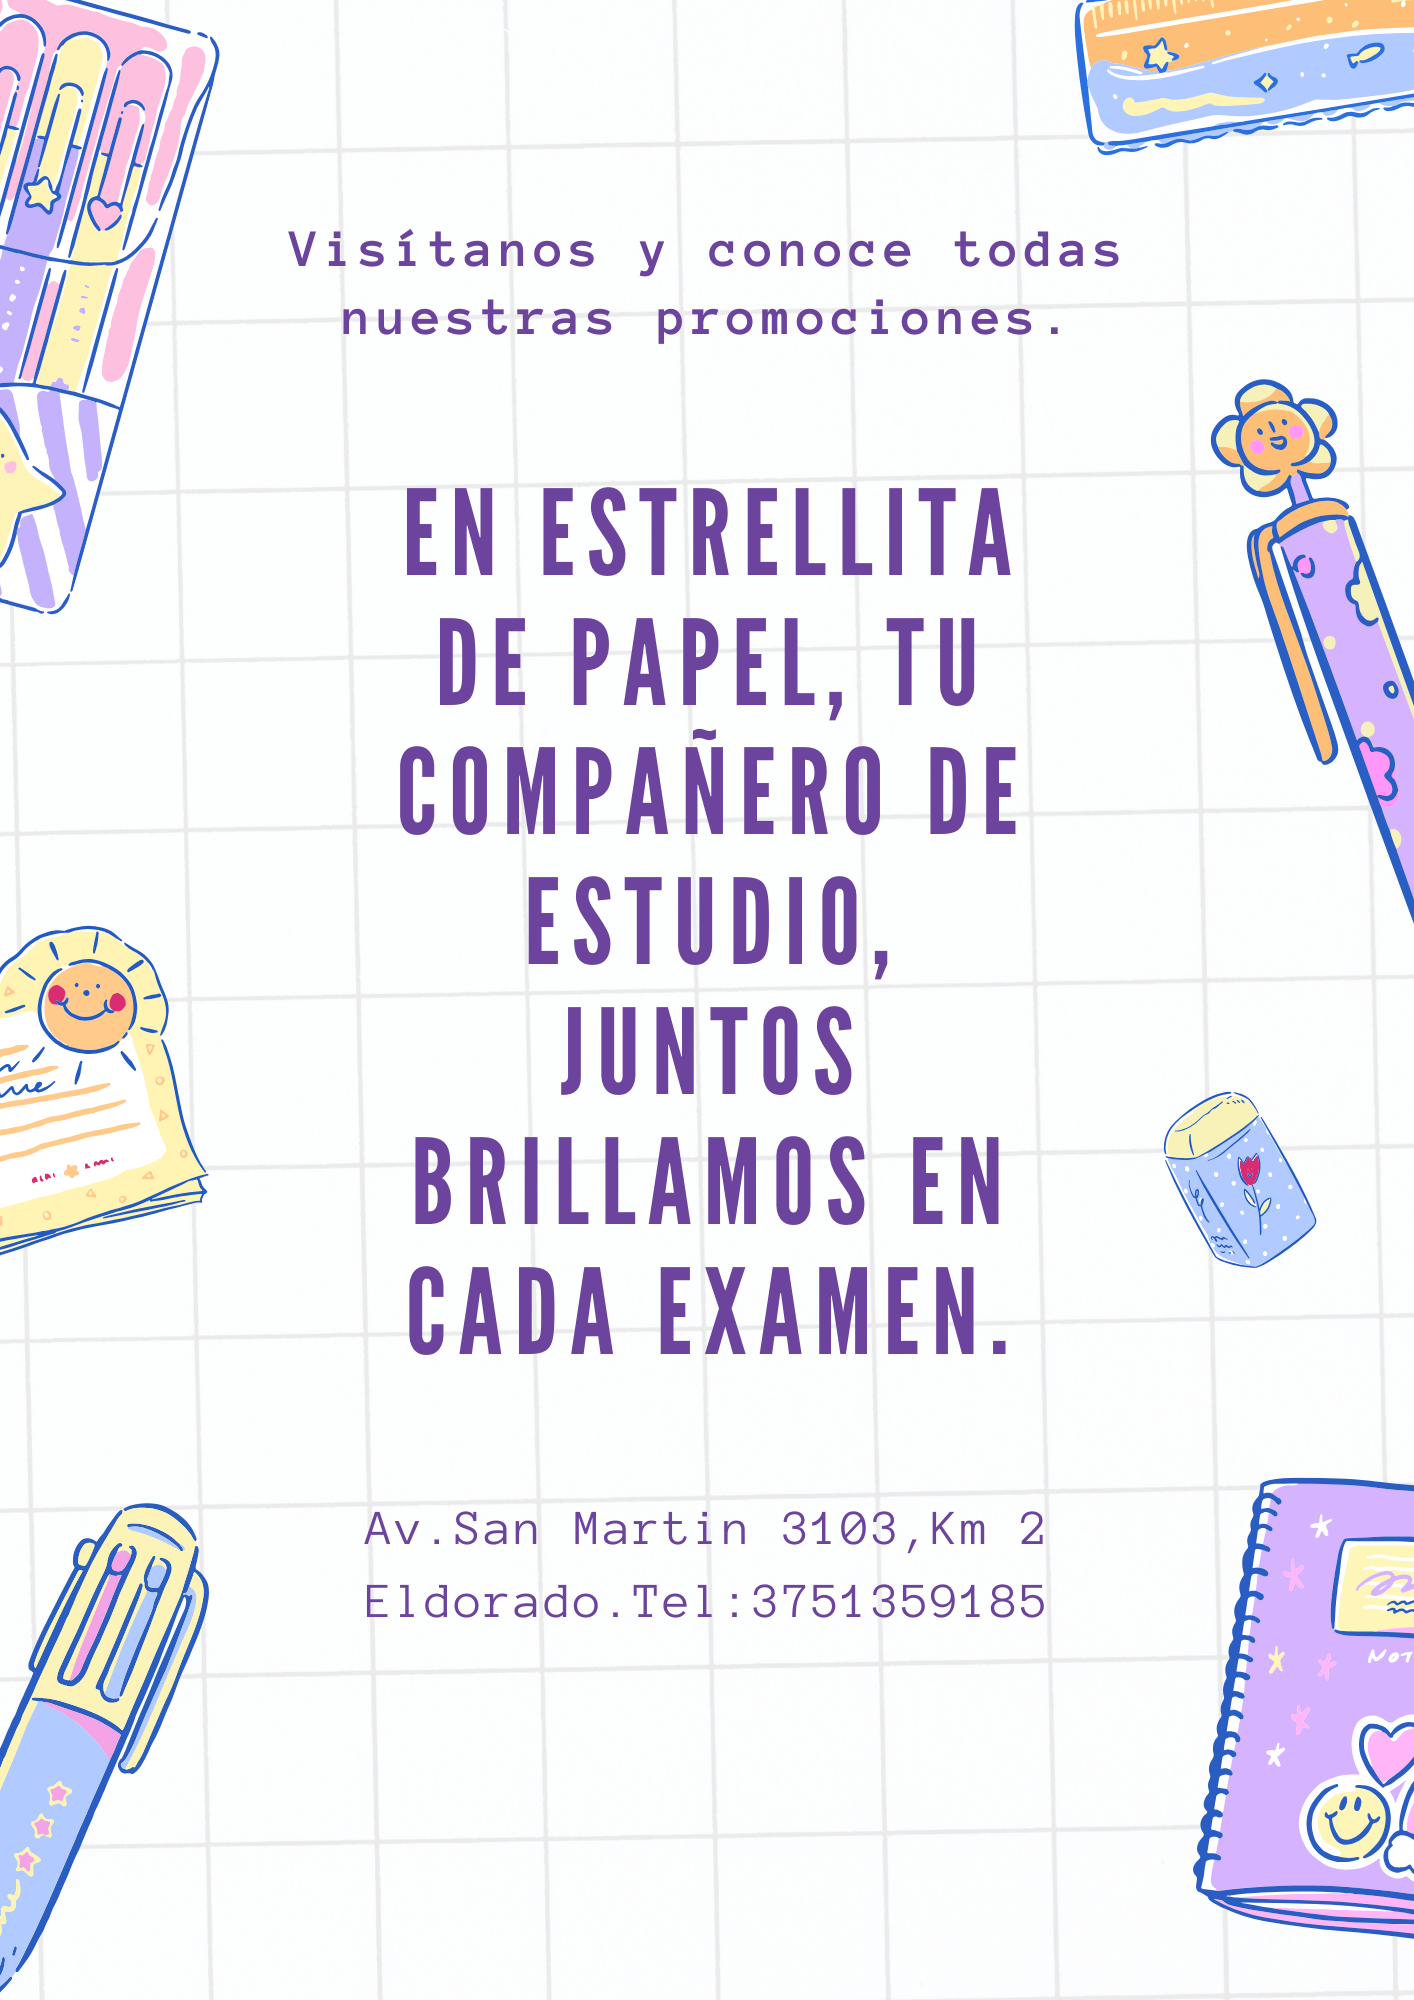 Visítanos y conoce todas
nuestras promociones.
EN ESTRELLITA
DE PAPEL, TU
COMPAÑERO DE
ESTUDIO,
JUNTOS
BRILLAMOS EN
CADA EXAMEN.
Av.San Martin 3103,Km 2
Eldorado.Tel:3751359185